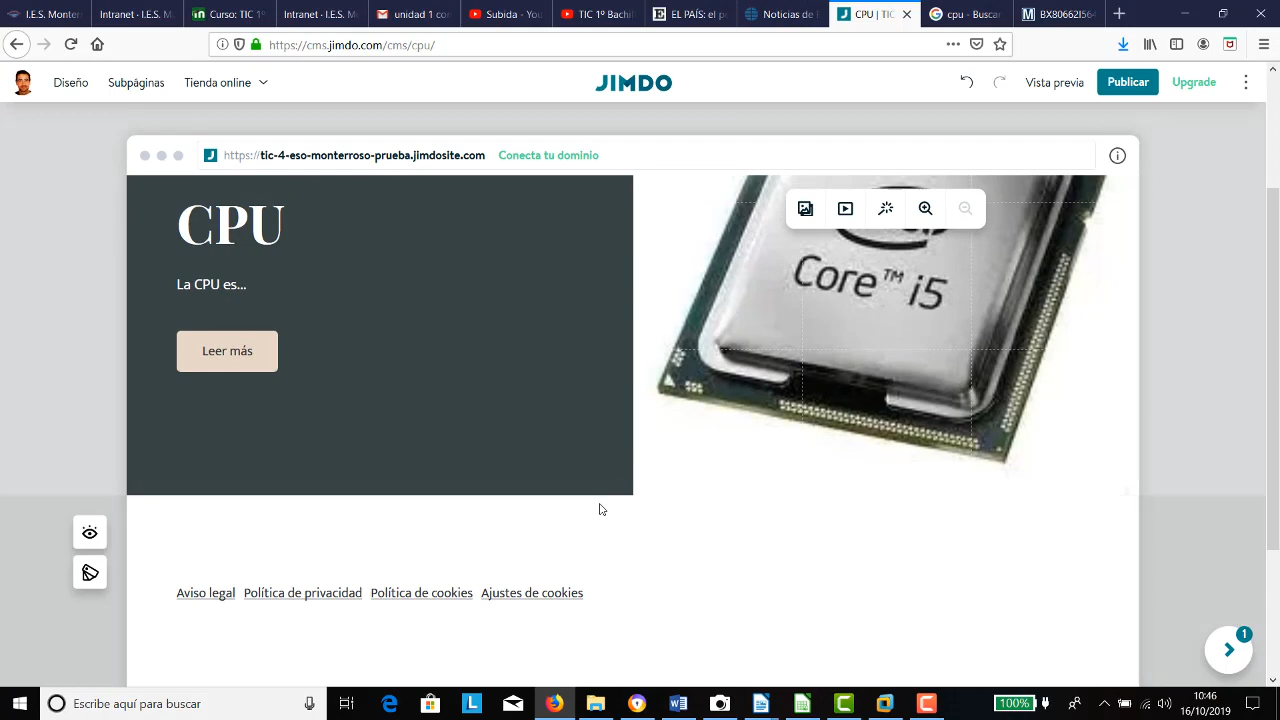 I.E.S. Monterr
Intranet - I.E.S. M
Curso: TIC 1º
Intranet - I.E.S. M
unidad 1 cor
Subida - You
TIC 1º Bachil
EL PAÍS: el pe
Noticias de l
CPU | TIC
cpu - Buscar
BX80662I564
https://cms.jimdo.com/cms/cpu/
Diseño
Subpáginas
Tienda online
JIMDO
Vista previa
Publicar
Upgrade
https://tic-4-eso-monterroso-prueba.jimdosite.com
Conecta tu dominio
CPU
La CPU es...
Leer más
Core™ i5
Aviso legal
Política de privacidad
Política de cookies
Ajustes de cookies
1
Escribe aquí para buscar
100%
10:46
16/10/2019